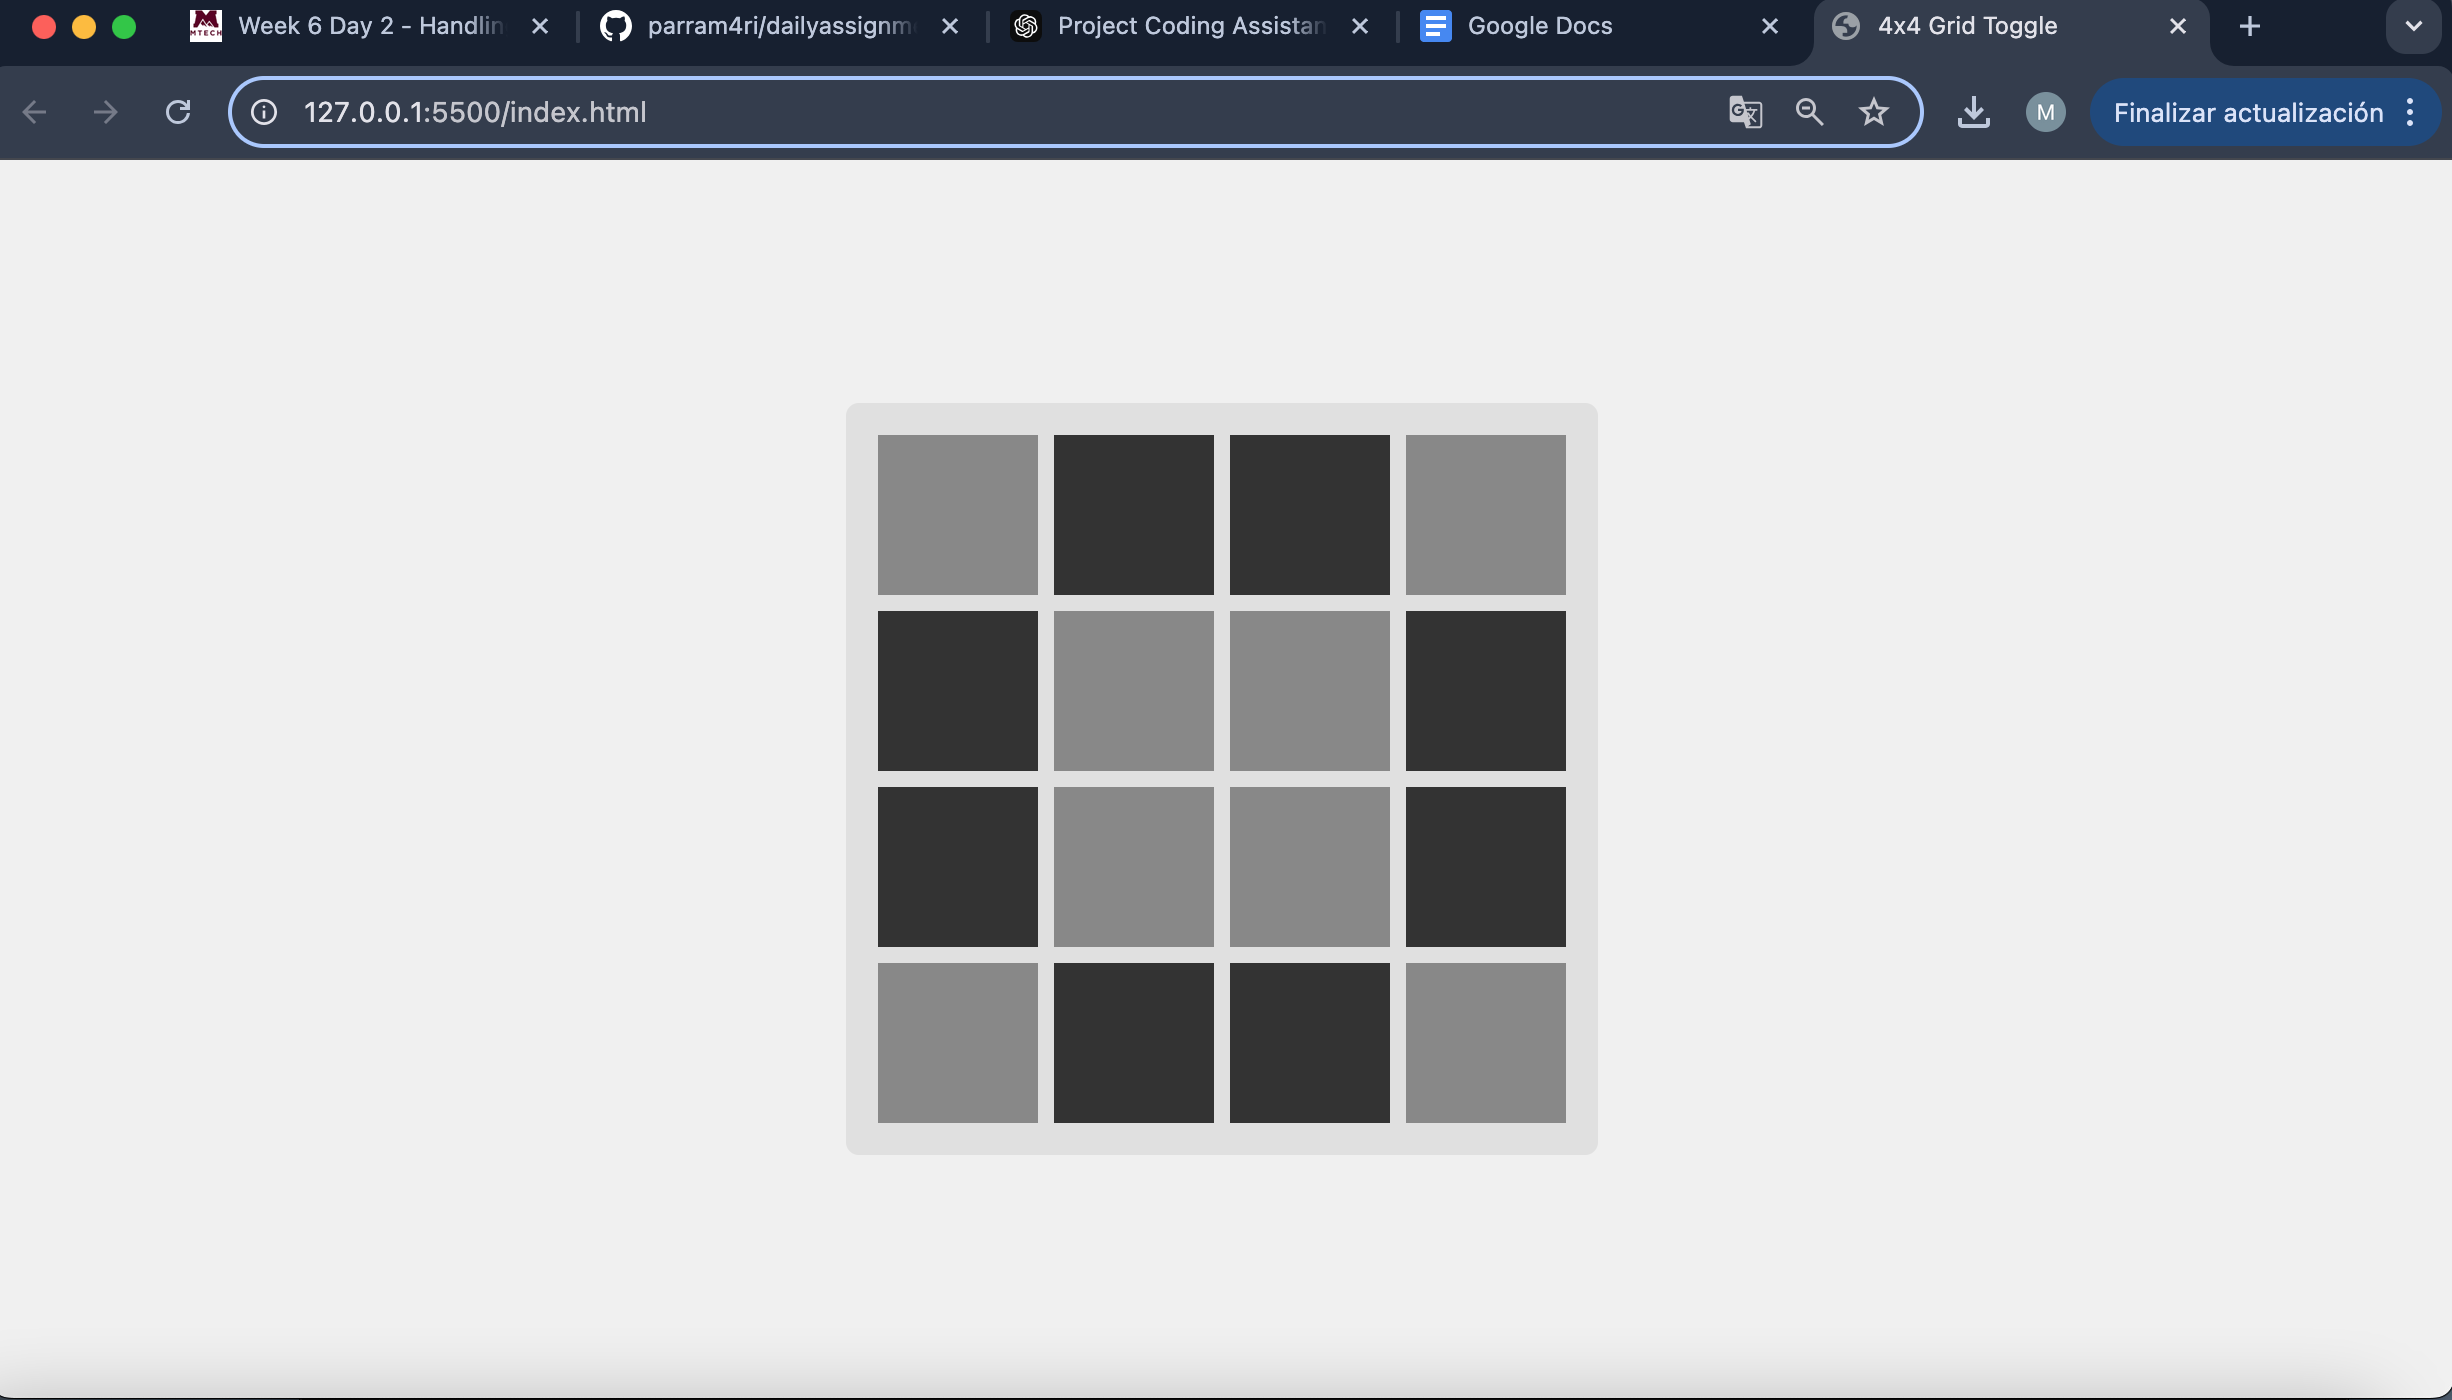 Week 6 Day 2 - Handlin
parram4ri/dailyassignm
Project Coding Assistan
Google Docs
4x4 Grid Toggle
127.0.0.1:5500/index.html
M
Finalizar actualización
MTECH